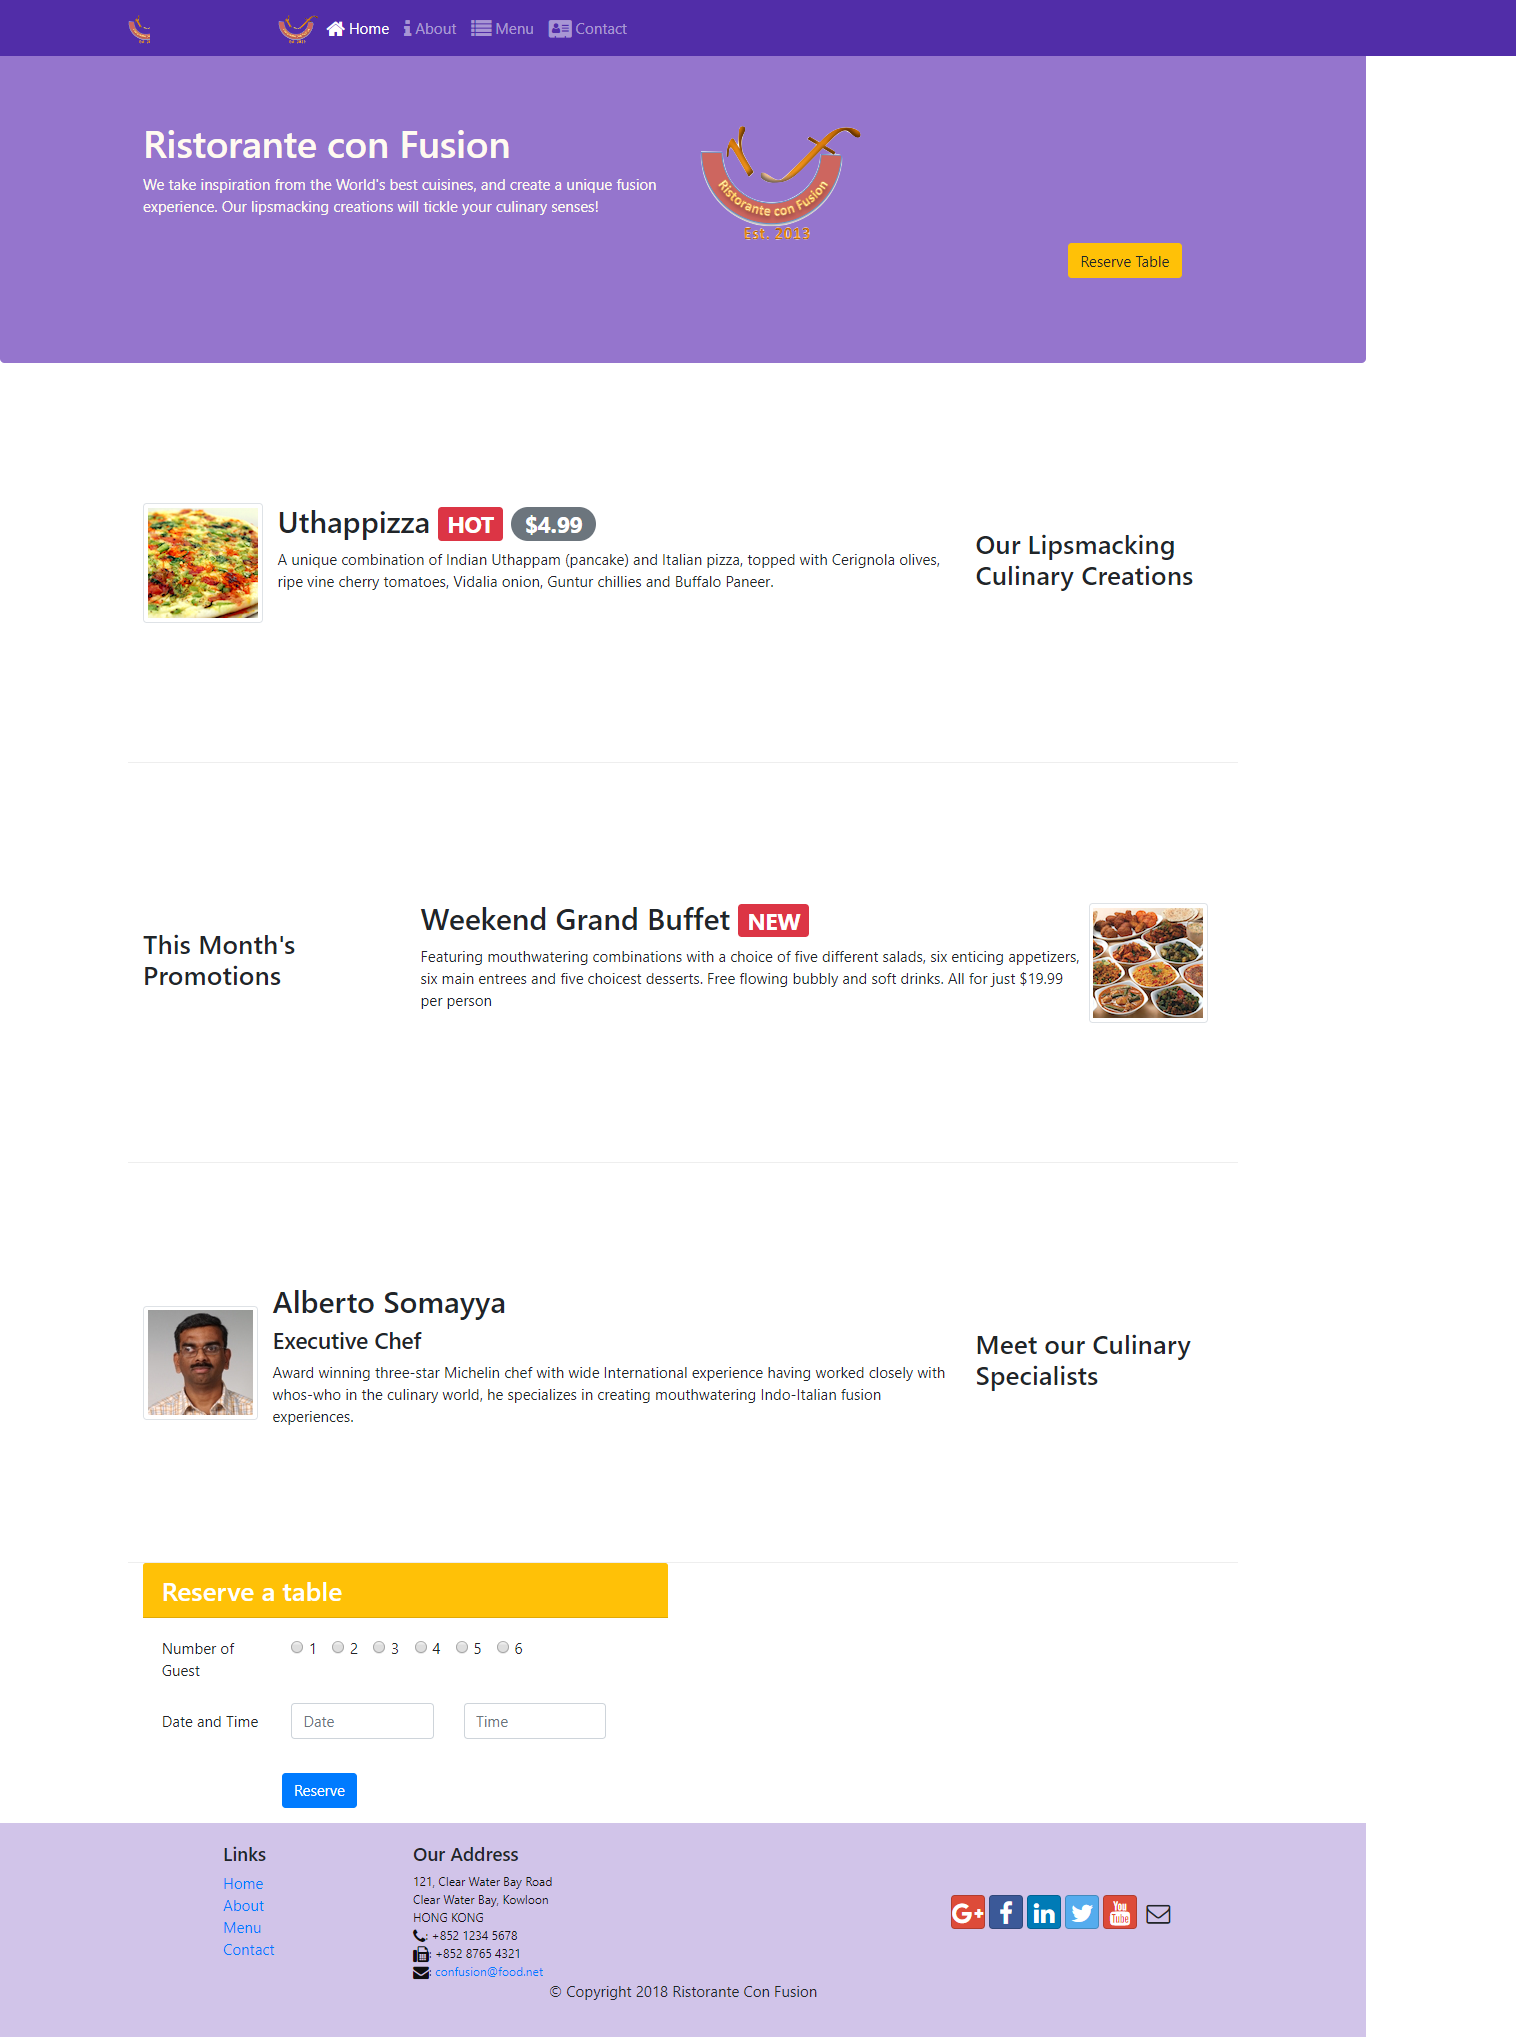 Home About Menu Contact
Ristorante con Fusion
We take inspiration from the World's best cuisines, and create a unique fusion
experience. Our lipsmacking creations will tickle your culinary senses!
Ristorante con Fusion
Est. 2013
Reserve Table
Uthappizza HOT $4.99
A unique combination of Indian Uthappam (pancake) and Italian pizza, topped with Cerignola olives,
ripe vine cherry tomatoes, Vidalia onion, Guntur chillies and Buffalo Paneer.
Our Lipsmacking
Culinary Creations
This Month's
Promotions
Weekend Grand Buffet NEW
Featuring mouthwatering combinations with a choice of five different salads, six enticing appetizers,
six main entrees and five choicest desserts. Free flowing bubbly and soft drinks. All for just $19.99
per person
Alberto Somayya
Executive Chef
Award winning three-star Michelin chef with wide International experience having worked closely with
whos-who in the culinary world, he specializes in creating mouthwatering Indo-Italian fusion
experiences.
Meet our Culinary
Specialists
Reserve a table
Number of
Guest
1 2 3 4 5 6
Date and Time
Date
Time
Reserve
Links
Home
About
Menu
Contact
Our Address
121, Clear Water Bay Road
Clear Water Bay, Kowloon
HONG KONG
: +852 1234 5678
: +852 8765 4321
: confusion@food.net
G+ f in You Tube
© Copyright 2018 Ristorante Con Fusion